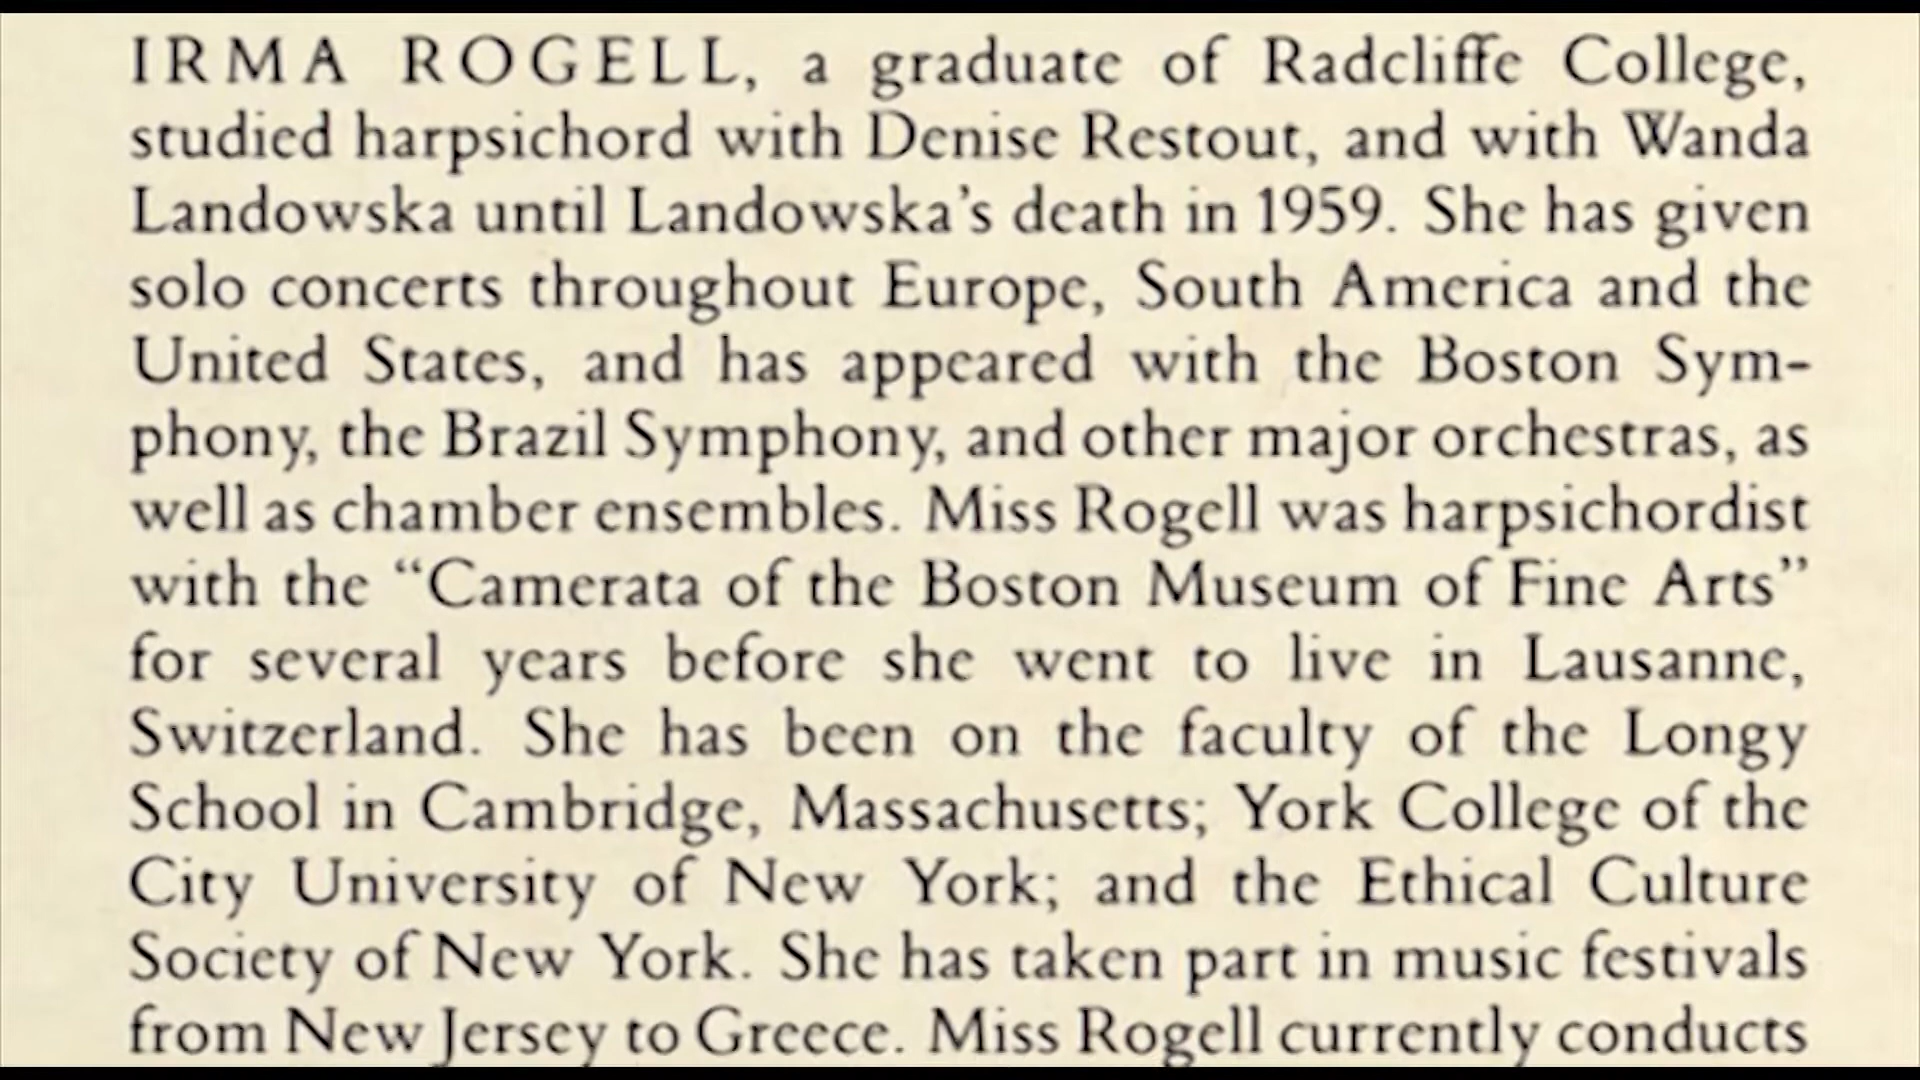 IRMA ROGELL, a graduate of Radcliffe College,
studied harpsichord with Denise Restout, and with Wanda
Landowska until Landowska's death in 1959. She has given
solo concerts throughout Europe, South America and the
United States, and has appeared with the Boston Sym-
phony, the Brazil Symphony, and other major orchestras, as
well as chamber ensembles. Miss Rogell was harpsichordist
with the “Camerata of the Boston Museum of Fine Arts”
for several years before she went to live in Lausanne,
Switzerland. She has been on the faculty of the Longy
School in Cambridge, Massachusetts; York College of the
City University of New York; and the Ethical Culture
Society of New York. She has taken part in music festivals
from New Jersey to Greece. Miss Rogell currently conducts